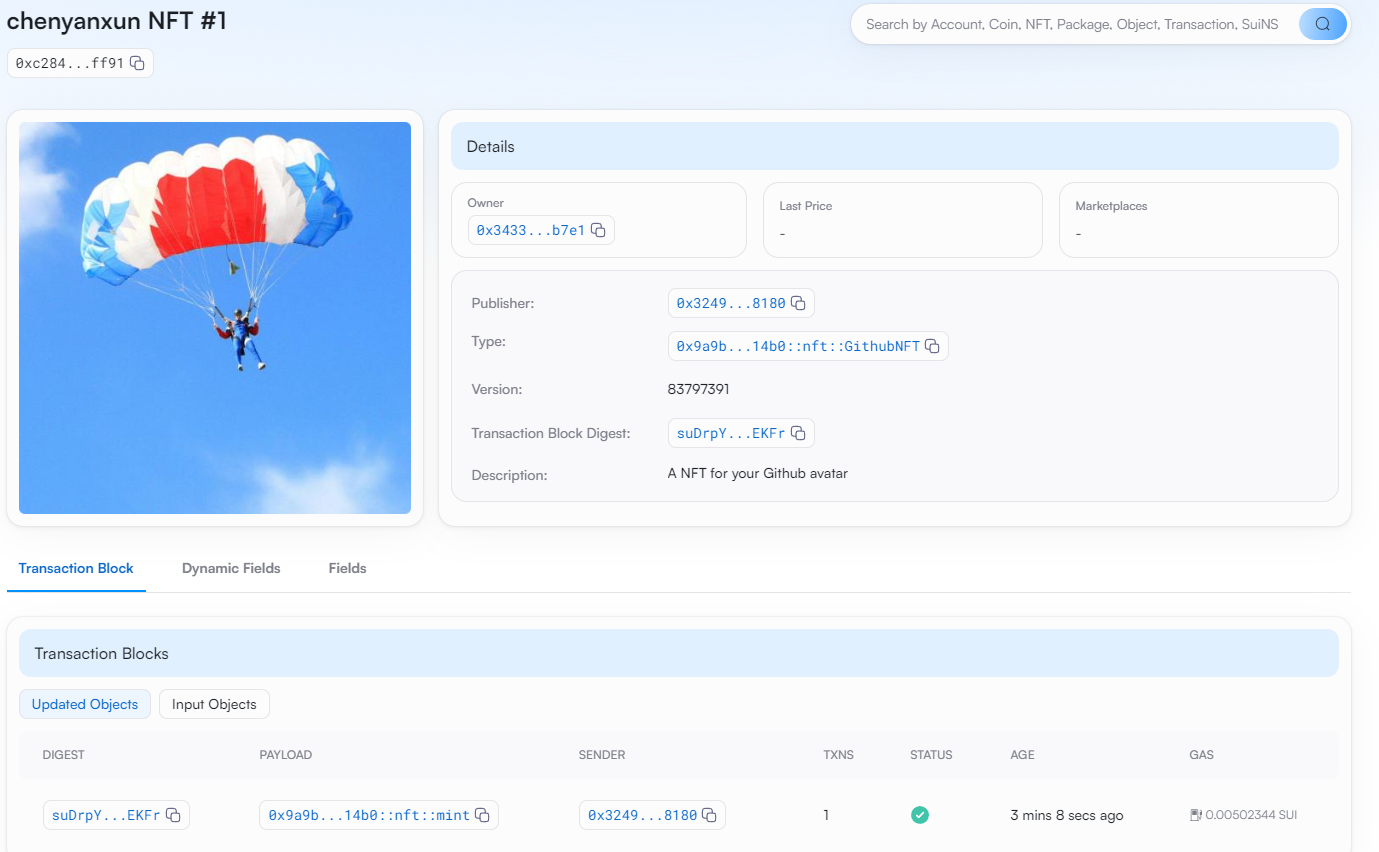 chenyanxun NFT #1
Search by Account, Coin, NFT, Package, Object, Transaction, SuiNS
0xc284...ff91
Details
Owner
0x3433...b7e1
Last Price
-
Marketplaces
-
Publisher:
0x3249...8180
Type:
0x9a9b...14b0::nft::GithubNFT
Version:
83797391
Transaction Block Digest:
suDrpY...EKFr
Description:
A NFT for your Github avatar
Transaction Block
Dynamic Fields
Fields
Transaction Blocks
Updated Objects
Input Objects
DIGEST
PAYLOAD
SENDER
TXNS
STATUS
AGE
GAS
suDrpY...EKFr
0x9a9b...14b0::nft::mint
0x3249...8180
1
3 mins 8 secs ago
0.00502344 SUI